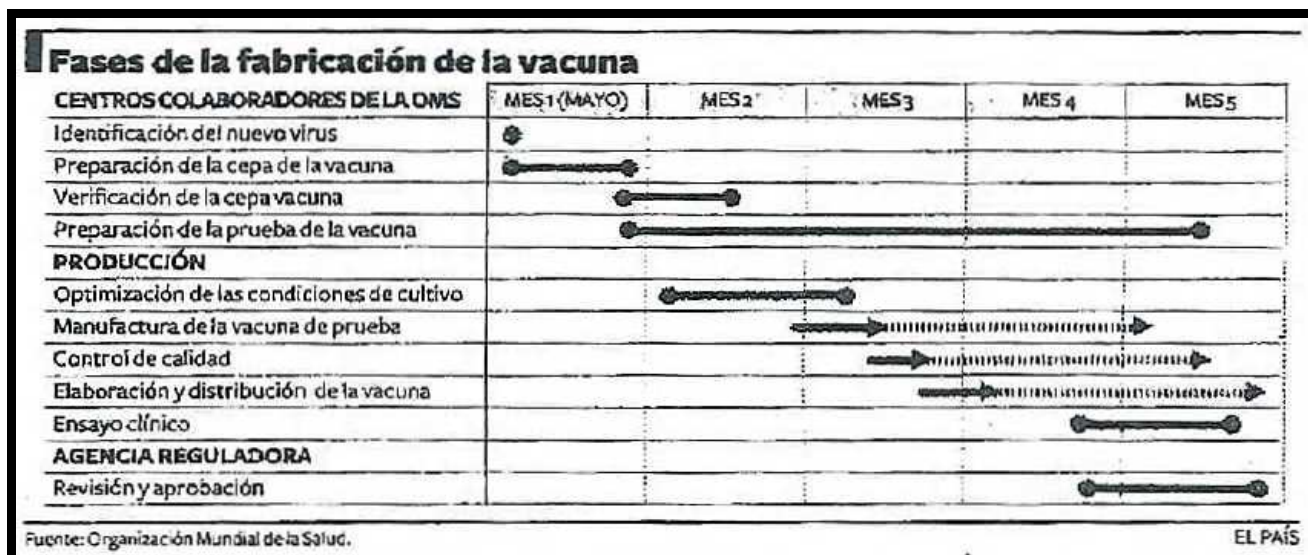 Fases de la fabricación de la vacuna
CENTROS COLABORADORES DE LA OMS MES 1 (MAYO) MES 2 MES 3 MES 4 MES 5
Identificación del nuevo virus
Preparación de la cepa de la vacuna
Verificación de la cepa vacuna
Preparación de la prueba de la vacuna
PRODUCCIÓN
Optimización de las condiciones de cultivo
Manufactura de la vacuna de prueba
Control de calidad
Elaboración y distribución de la vacuna
Ensayo clínico
AGENCIA REGULADORA
Revisión y aprobación
Fuente: Organización Mundial de la Salud. EL PAÍS